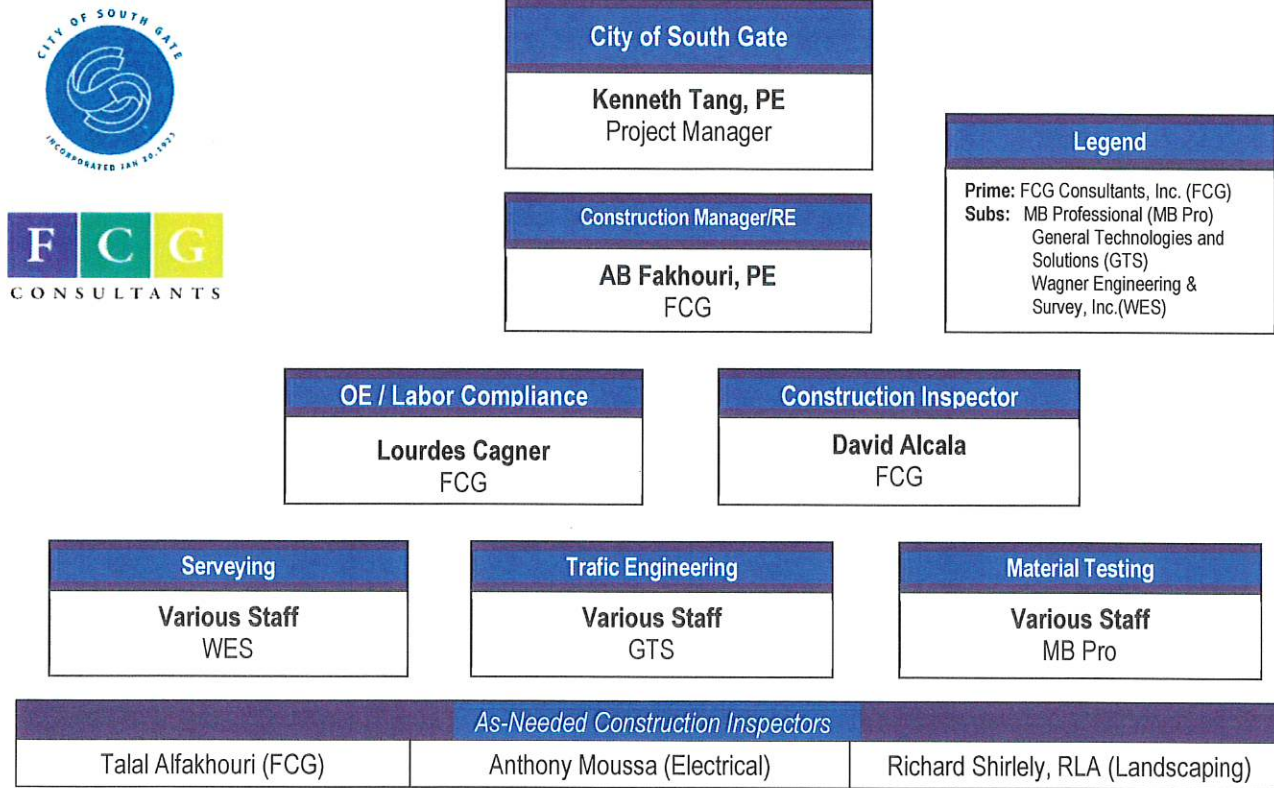 CITY OF SOUTH GATE
INCORPORATED JAN 20, 1923
FCG
CONSULTANTS
City of South Gate
Kenneth Tang, PE
Project Manager
Legend
Prime: FCG Consultants, Inc. (FCG)
Subs: MB Professional (MB Pro)
General Technologies and
Solutions (GTS)
Wagner Engineering &
Survey, Inc.(WES)
Construction Manager/RE
AB Fakhouri, PE
FCG
OE / Labor Compliance
Lourdes Cagner
FCG
Construction Inspector
David Alcala
FCG
Serveying
Various Staff
WES
Trafic Engineering
Various Staff
GTS
Material Testing
Various Staff
MB Pro
As-Needed Construction Inspectors
Talal Alfakhouri (FCG)
Anthony Moussa (Electrical)
Richard Shirlely, RLA (Landscaping)